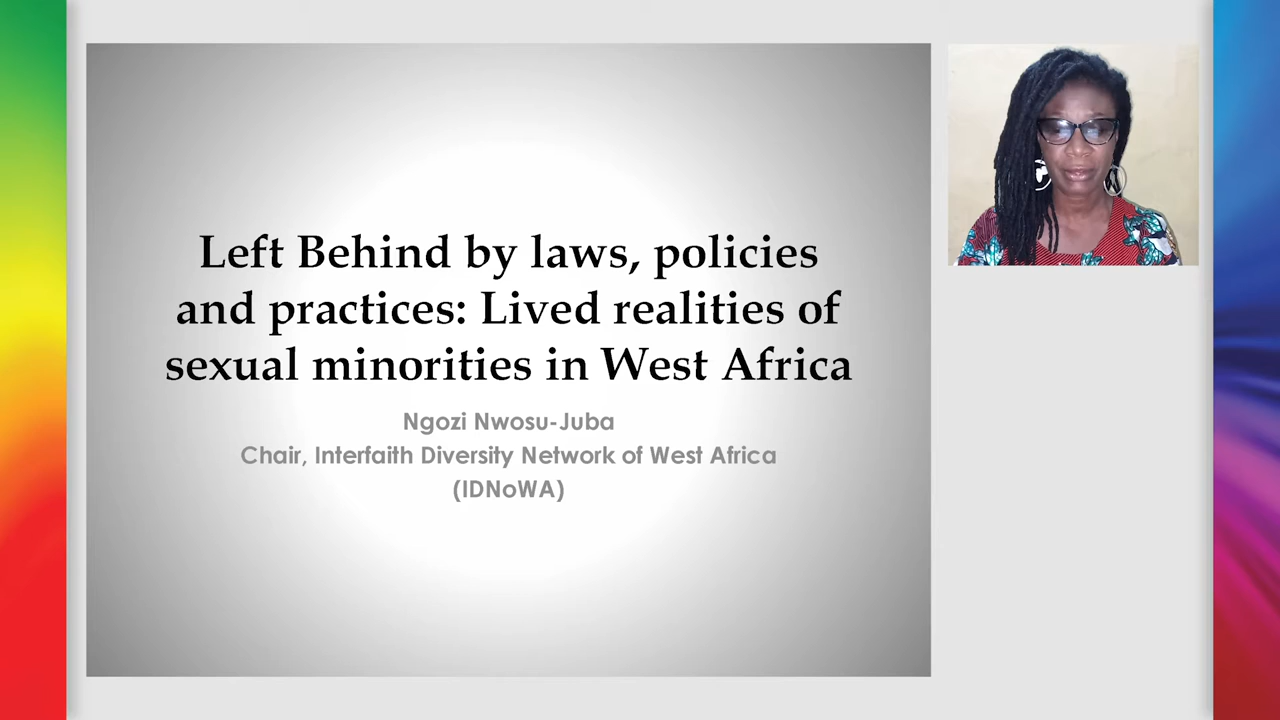 Left Behind by laws, policies
and practices: Lived realities of
sexual minorities in West Africa
Ngozi Nwosu-Juba
Chair, Interfaith Diversity Network of West Africa
(IDNoWA)